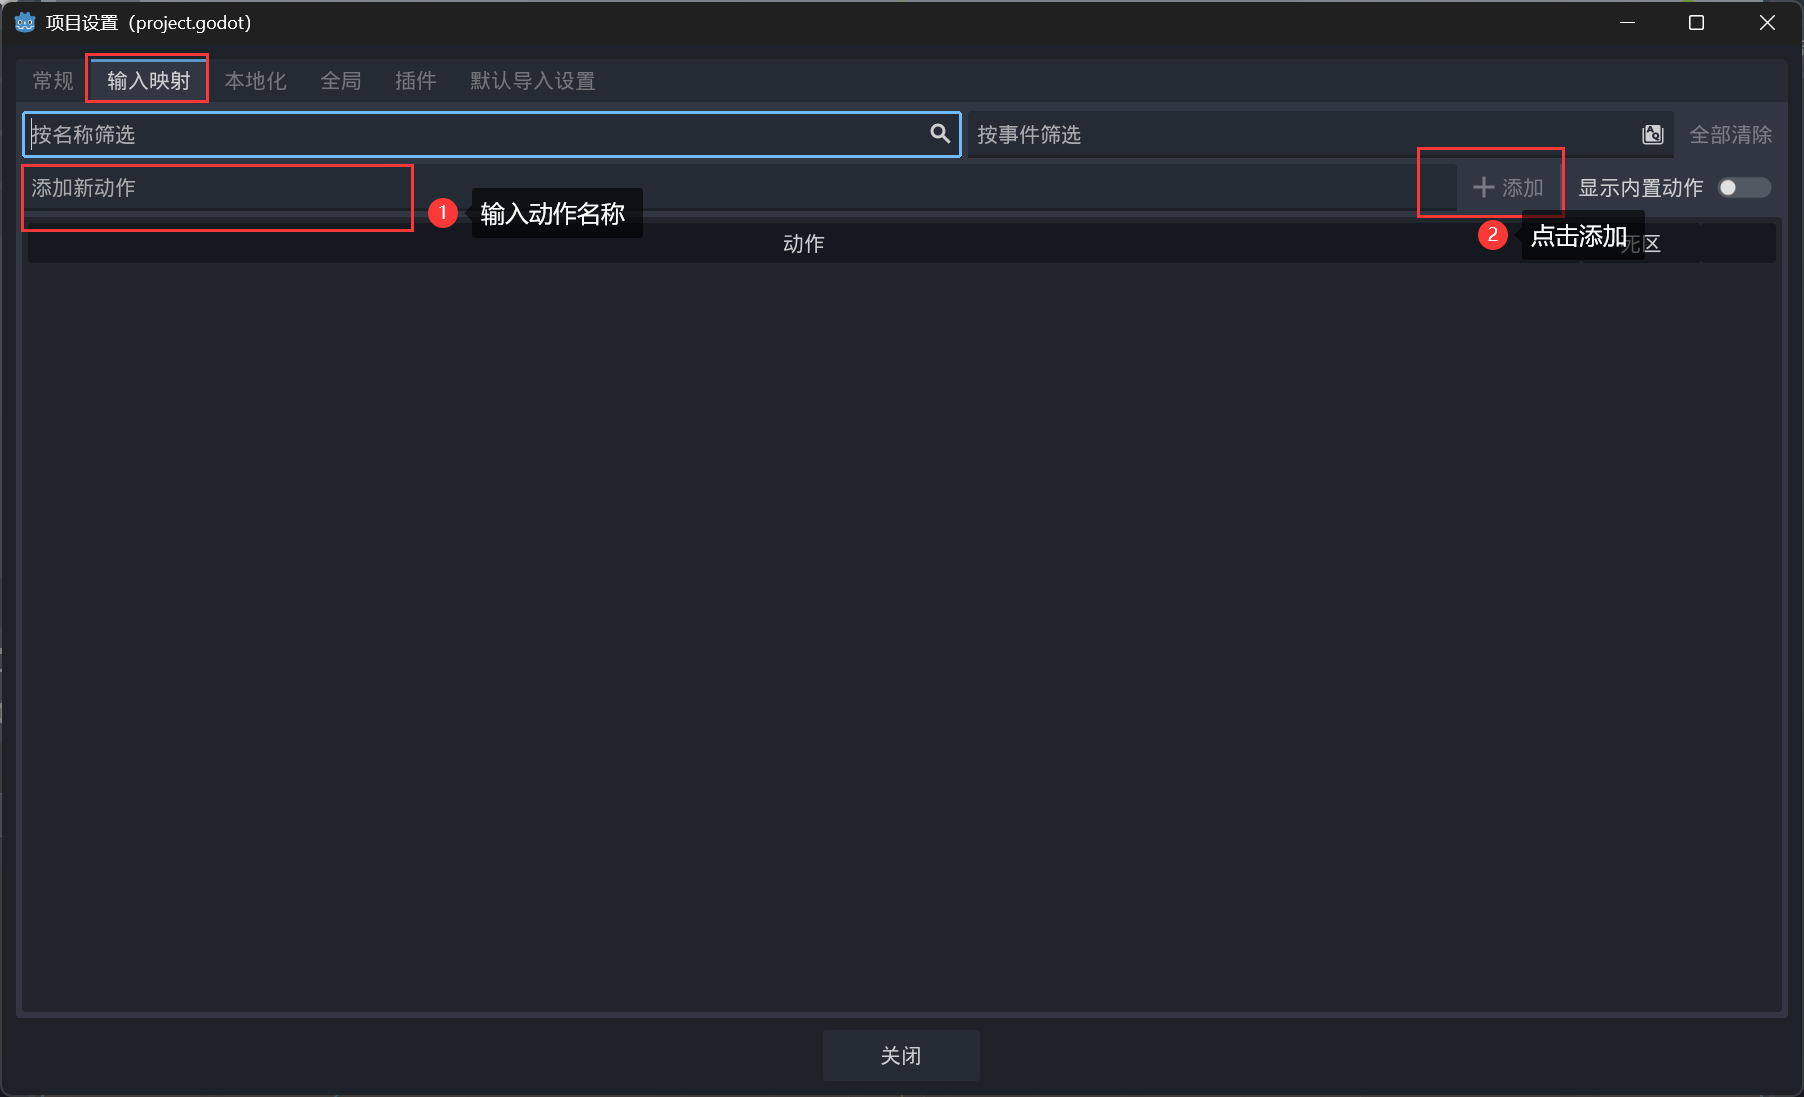 项目设置（project.godot）
常规 输入映射 本地化 全局 插件 默认导入设置
按名称筛选 按事件筛选 全部清除
添加新动作 添加 显示内置动作
1 输入动作名称
2 点击添加
动作 死区
关闭